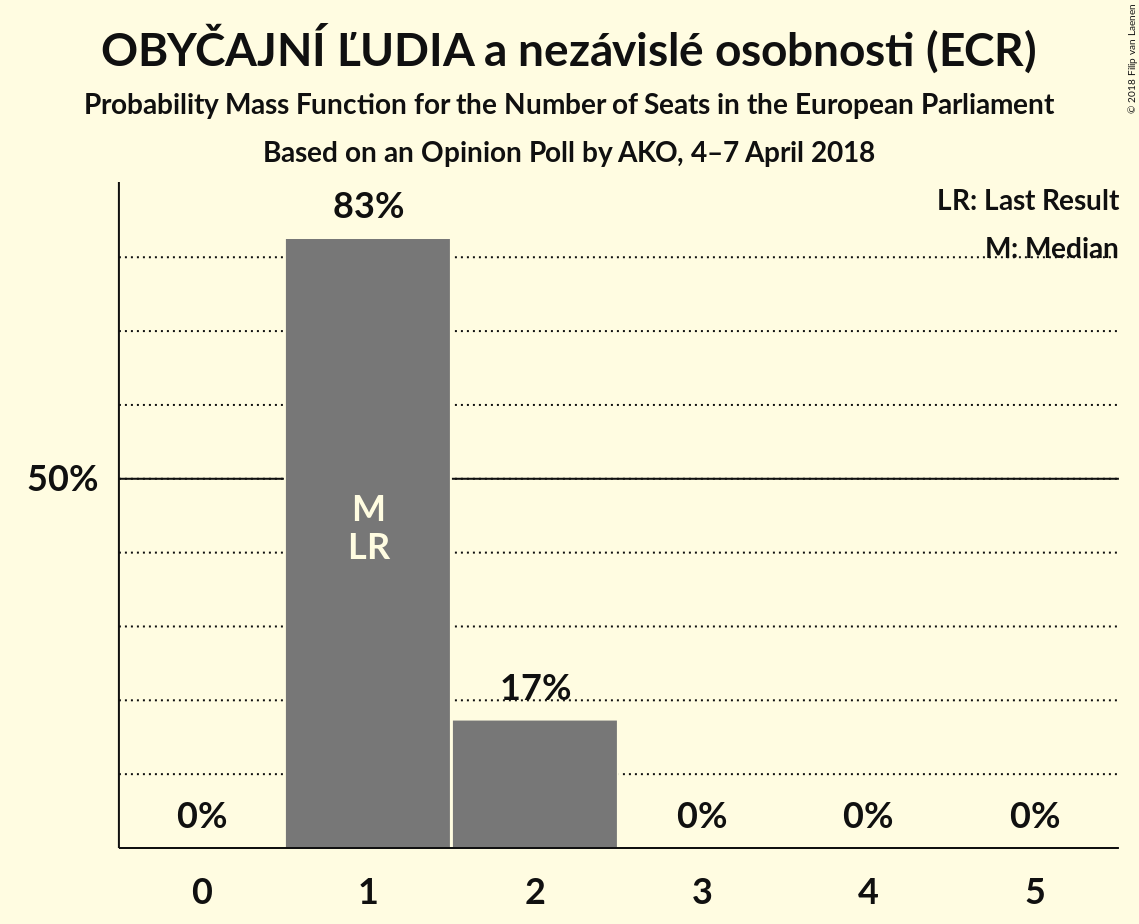 OBYČAJNÍ ĽUDIA a nezávislé osobnosti (ECR)
Probability Mass Function for the Number of Seats in the European Parliament
Based on an Opinion Poll by AKO, 4–7 April 2018
© 2018 Filip van Laenen
LR: Last Result
M: Median
83%
50%
M
LR
17%
0%
0%
0%
0%
0
1
2
3
4
5